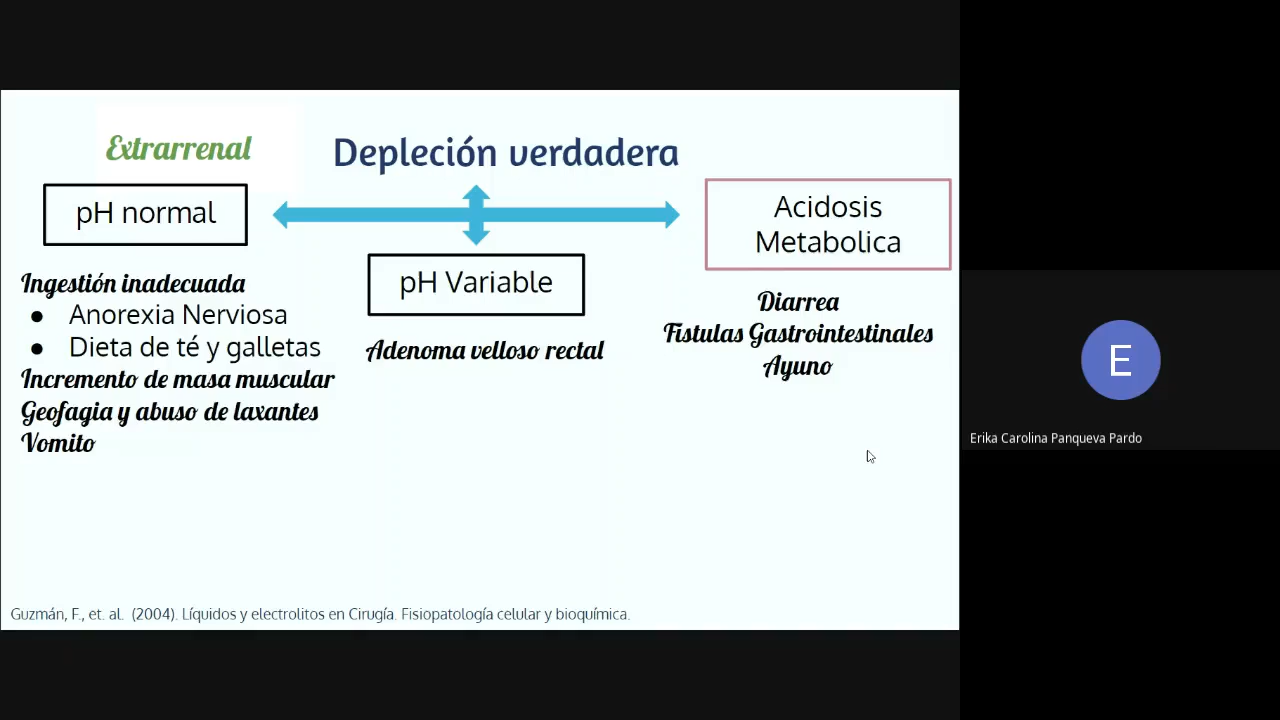 Extrarrenal
Depleción verdadera
pH normal
Ingestión inadecuada
● Anorexia Nerviosa
● Dieta de té y galletas
Incremento de masa muscular
Geofagia y abuso de laxantes
Vomito
pH Variable
Adenoma velloso rectal
Acidosis
Metabolica
Diarrea
Fistulas Gastrointestinales
Ayuno
Guzmán, F., et. al. (2004). Líquidos y electrolitos en Cirugía. Fisiopatología celular y bioquímica.
E
Erika Carolina Panqueva Pardo